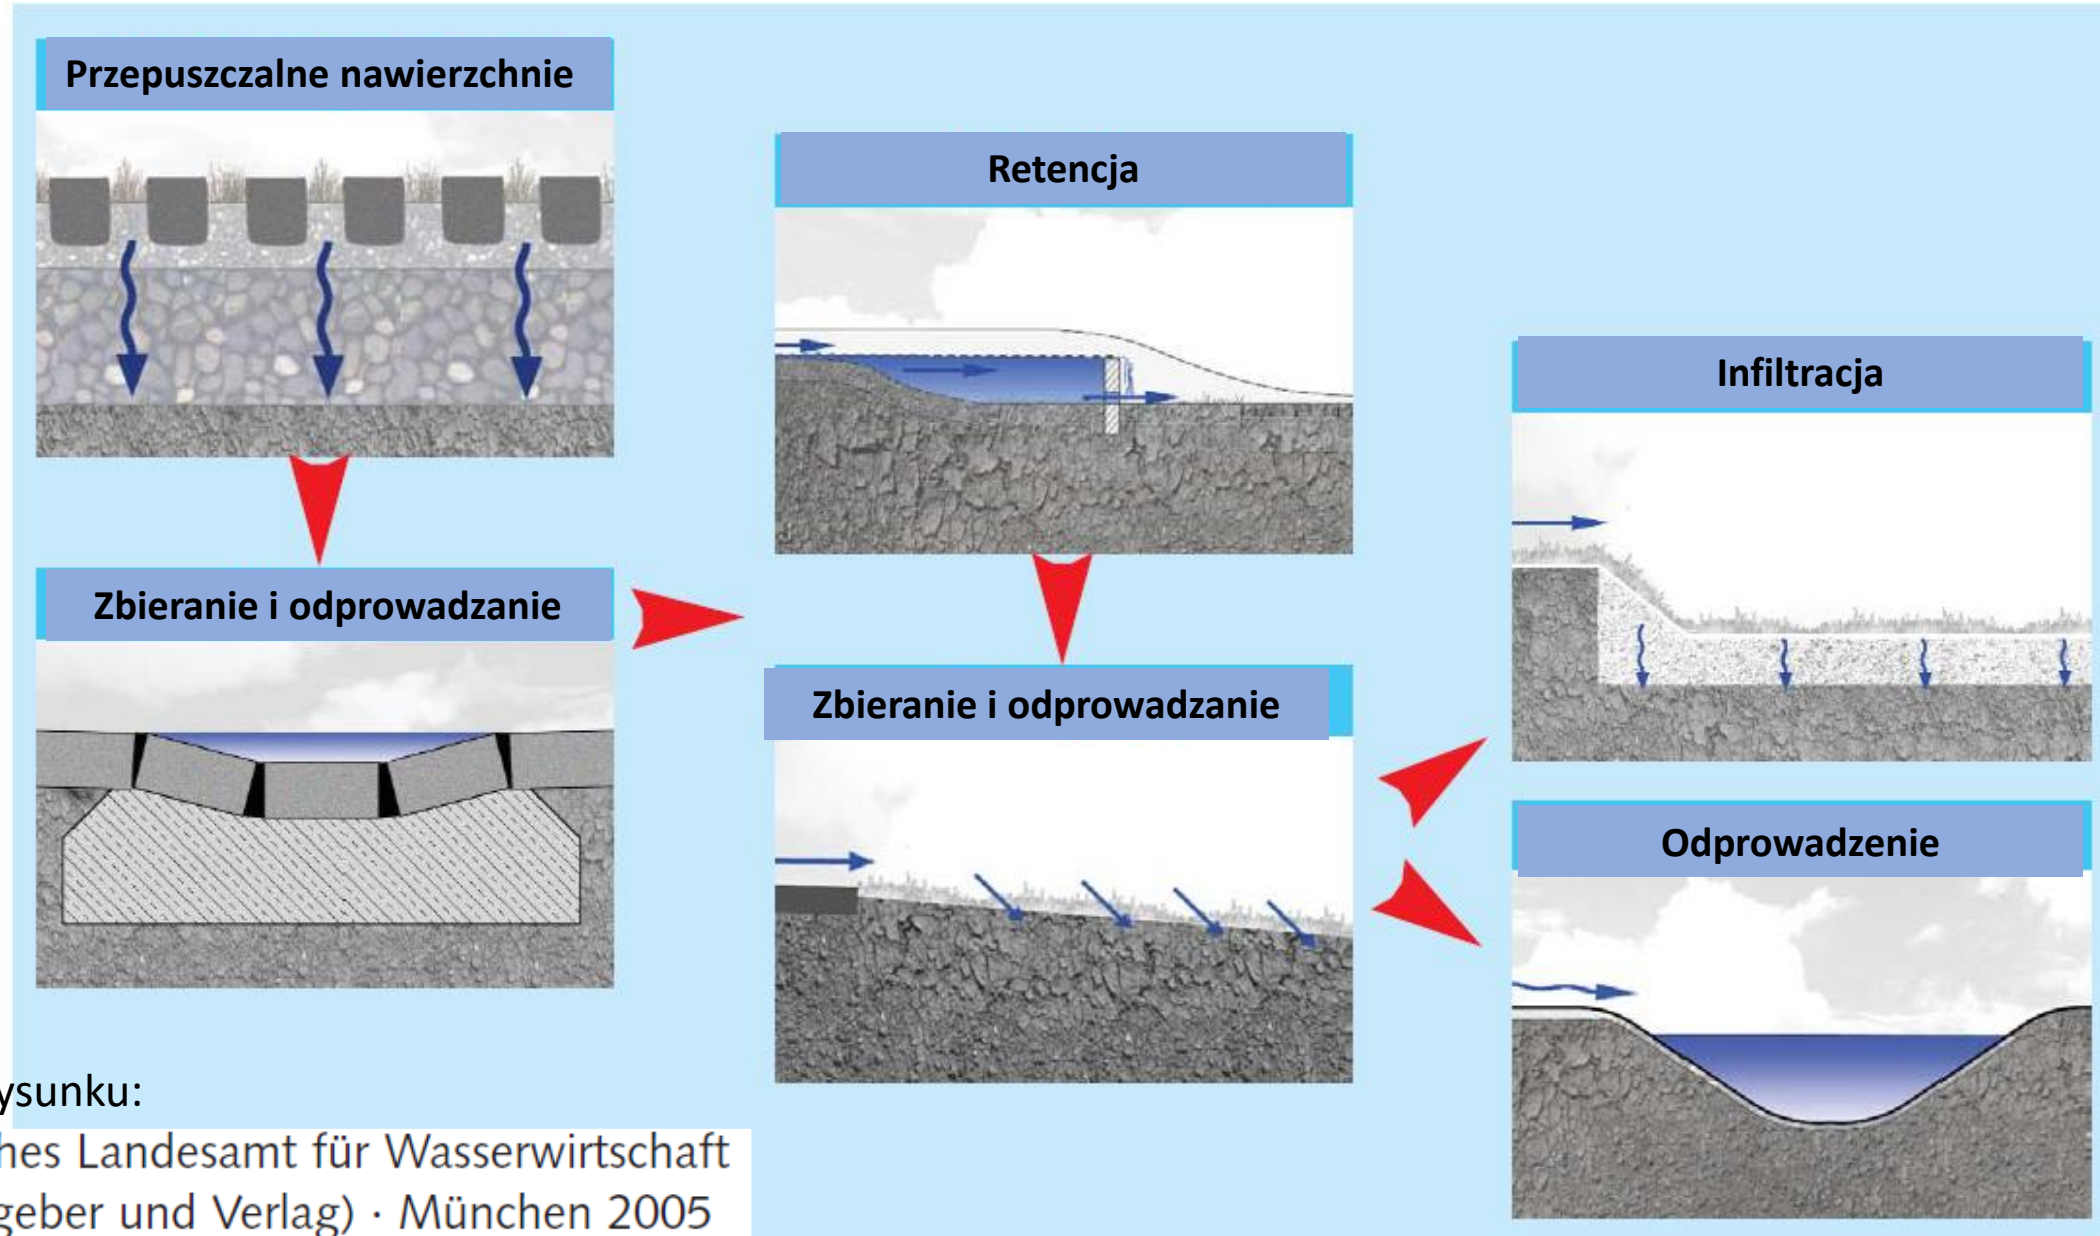 Przepuszczalne nawierzchnie
Zbieranie i odprowadzanie
Retencja
Zbieranie i odprowadzanie
Infiltracja
Odprowadzenie
ysunku:
hes Landesamt für Wasserwirtschaft
geber und Verlag) · München 2005